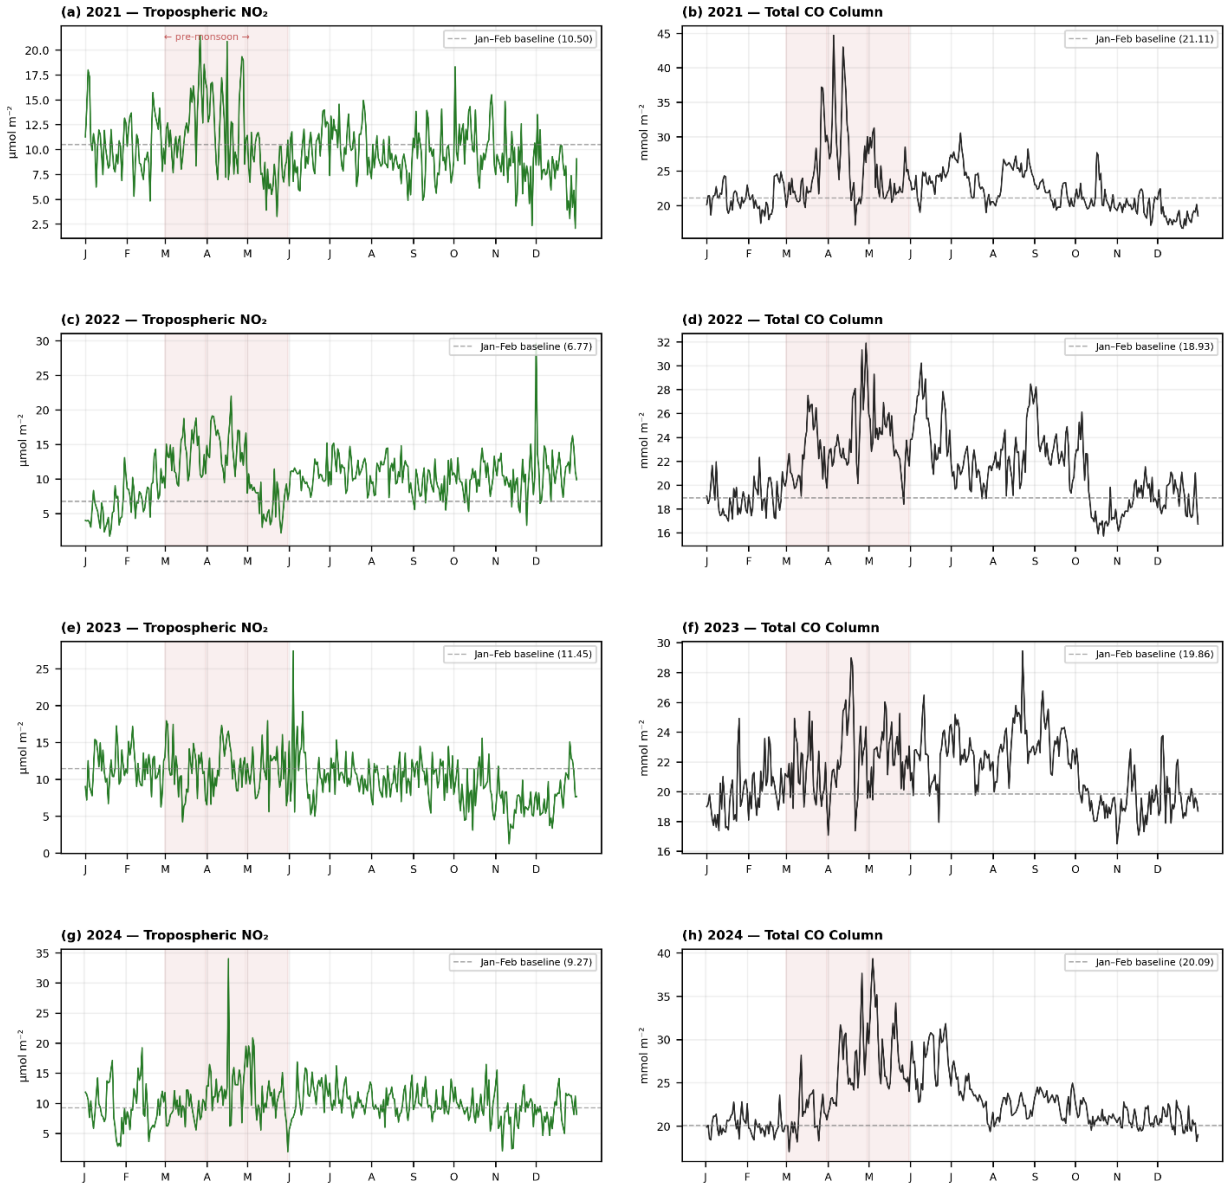 (a) 2021 — Tropospheric NO₂
← pre-monsoon →
Jan–Feb baseline (10.50)
20.0
17.5
15.0
12.5
10.0
7.5
5.0
2.5
µmol m⁻²
J F M A M J J A S O N D
(b) 2021 — Total CO Column
Jan–Feb baseline (21.11)
45
40
35
30
25
20
mmol m⁻²
J F M A M J J A S O N D
(c) 2022 — Tropospheric NO₂
Jan–Feb baseline (6.77)
30
25
20
15
10
5
µmol m⁻²
J F M A M J J A S O N D
(d) 2022 — Total CO Column
Jan–Feb baseline (18.93)
32
30
28
26
24
22
20
18
16
mmol m⁻²
J F M A M J J A S O N D
(e) 2023 — Tropospheric NO₂
Jan–Feb baseline (11.45)
25
20
15
10
5
0
µmol m⁻²
J F M A M J J A S O N D
(f) 2023 — Total CO Column
Jan–Feb baseline (19.86)
30
28
26
24
22
20
18
16
mmol m⁻²
J F M A M J J A S O N D
(g) 2024 — Tropospheric NO₂
Jan–Feb baseline (9.27)
35
30
25
20
15
10
5
µmol m⁻²
J F M A M J J A S O N D
(h) 2024 — Total CO Column
Jan–Feb baseline (20.09)
40
35
30
25
20
mmol m⁻²
J F M A M J J A S O N D